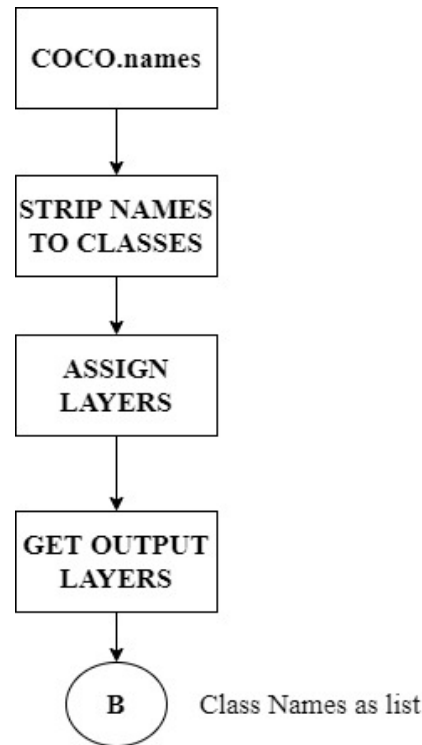 COCO.names
STRIP NAMES
TO CLASSES
ASSIGN
LAYERS
GET OUTPUT
LAYERS
B
Class Names as list